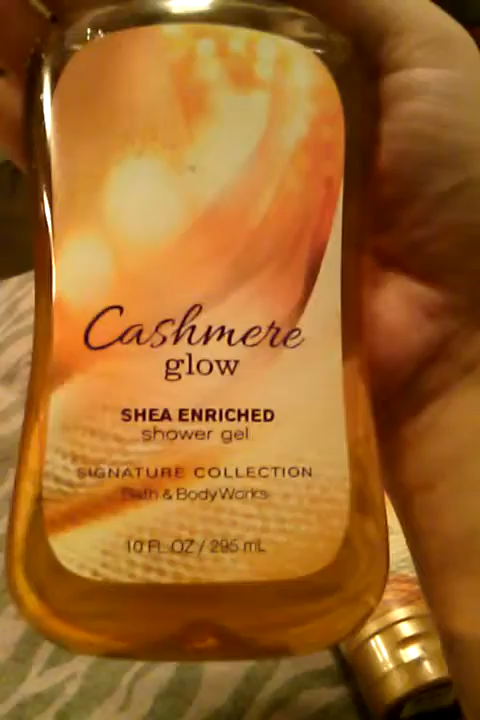 Cashmere
glow
SHEA ENRICHED
shower gel
SIGNATURE COLLECTION
Bath & Body Works
10 FL OZ / 295 mL